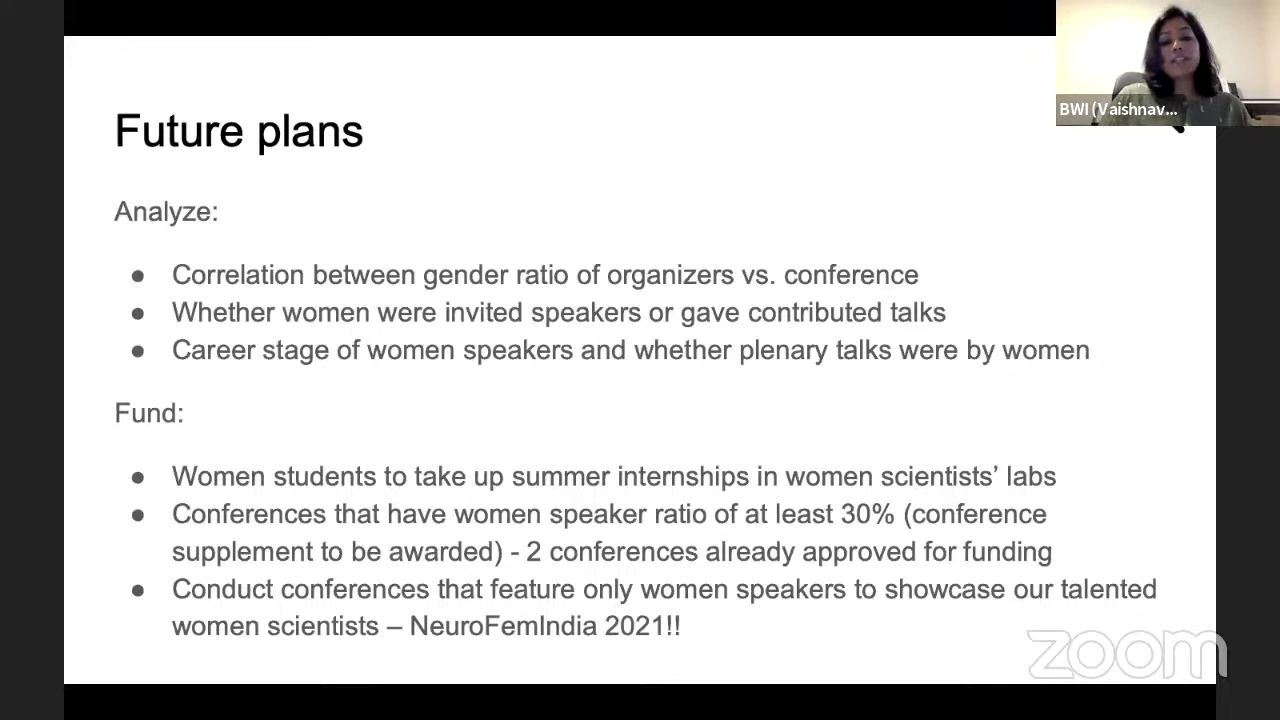 BWI (Vaishnav...
Future plans
Analyze:
● Correlation between gender ratio of organizers vs. conference
● Whether women were invited speakers or gave contributed talks
● Career stage of women speakers and whether plenary talks were by women
Fund:
● Women students to take up summer internships in women scientists’ labs
● Conferences that have women speaker ratio of at least 30% (conference
supplement to be awarded) - 2 conferences already approved for funding
● Conduct conferences that feature only women speakers to showcase our talented
women scientists – NeuroFemIndia 2021!!
zoom